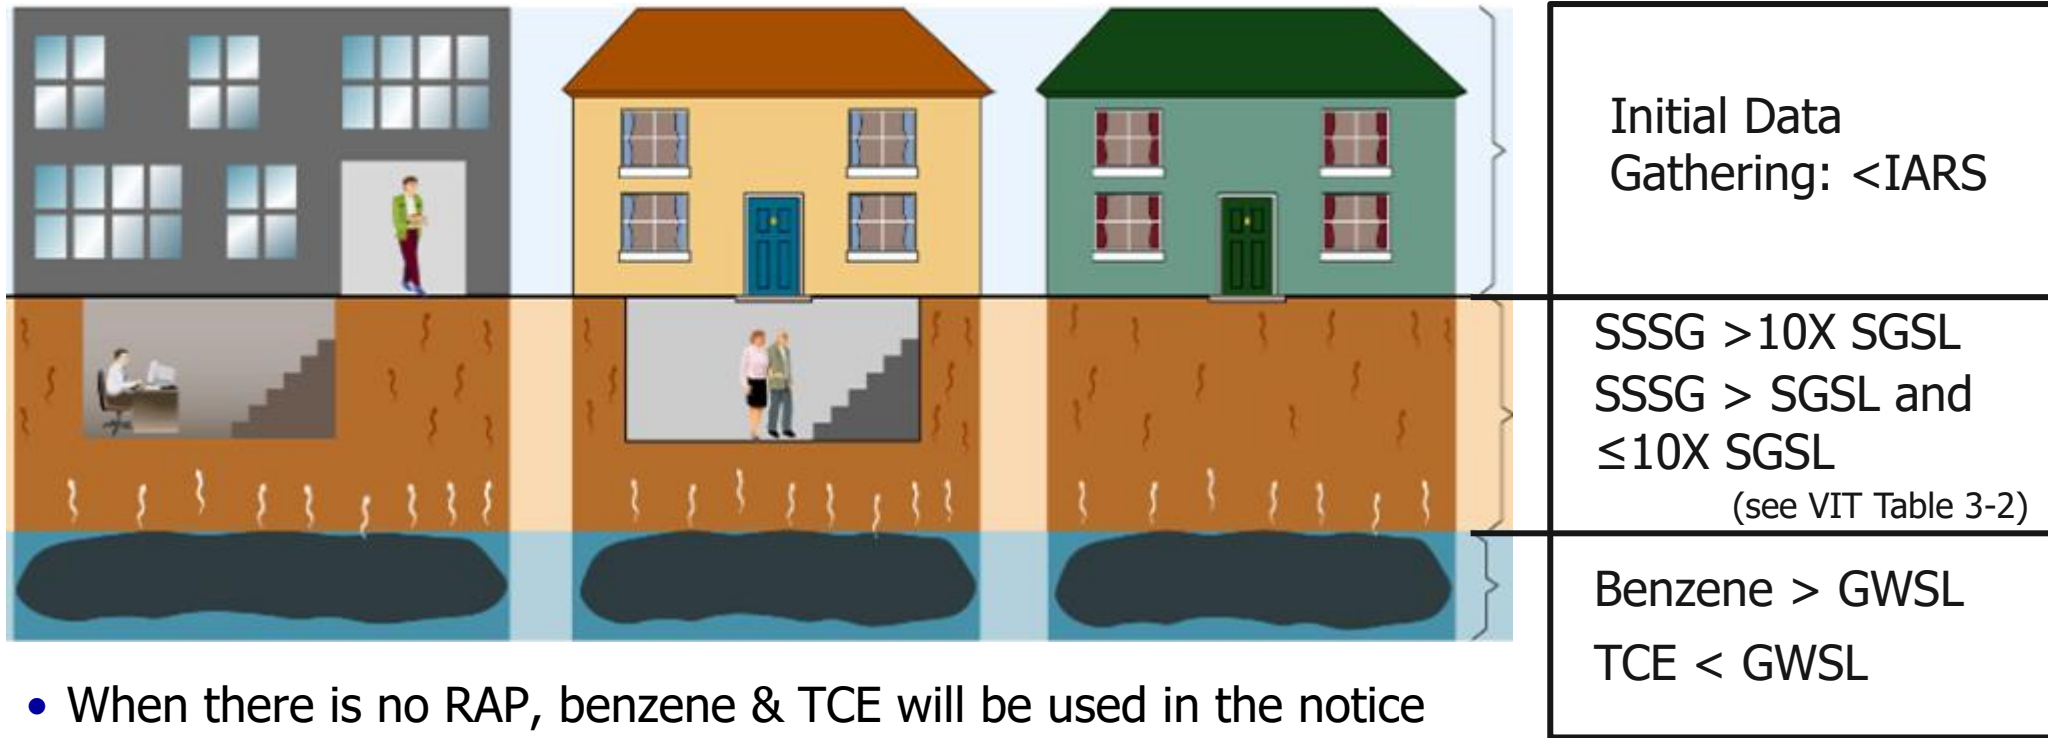 Initial Data
Gathering: <IARS
SSSG >10X SGSL
SSSG > SGSL and
≤10X SGSL
(see VIT Table 3-2)
Benzene > GWSL
TCE < GWSL
• When there is no RAP, benzene & TCE will be used in the notice